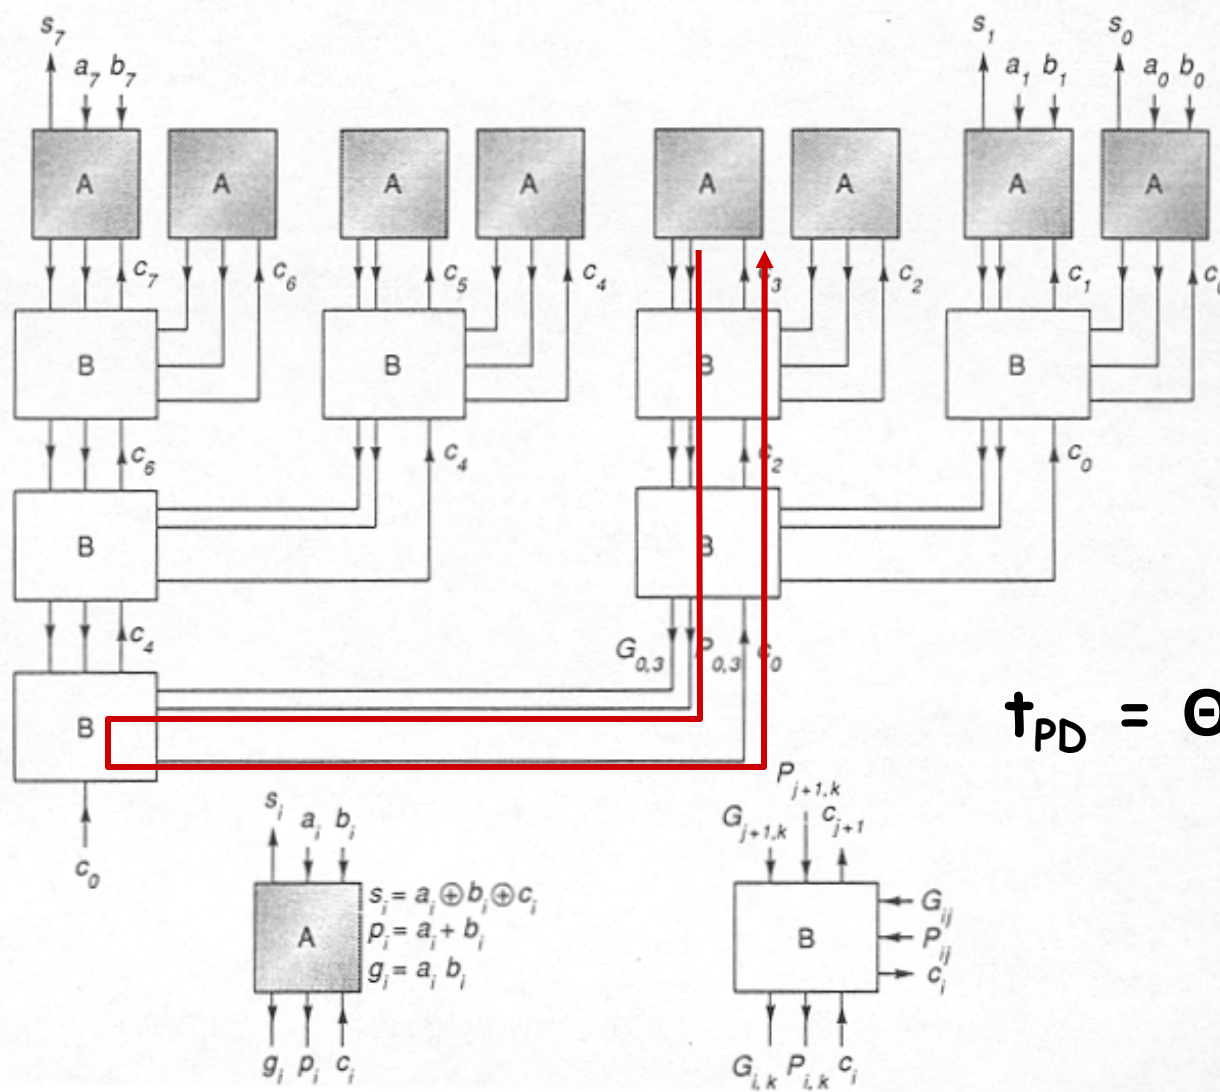 s7 s1 s0
a7 b7 a1 b1 a0 b0
A A A A A A A A
c7 c6 c5 c4 c3 c2 c1 c0
B B B B
c6 c4 c2 c0
B B
c4 G0,3 P0,3 c0
B
tPD = Θ
c0
si ai bi
A
si = ai ⊕ bi ⊕ ci
pi = ai + bi
gi = ai bi
gi pi ci
Pj+1,k
Gj+1,k cj+1
B
Gij
Pij
ci
Gi,k Pi,k ci